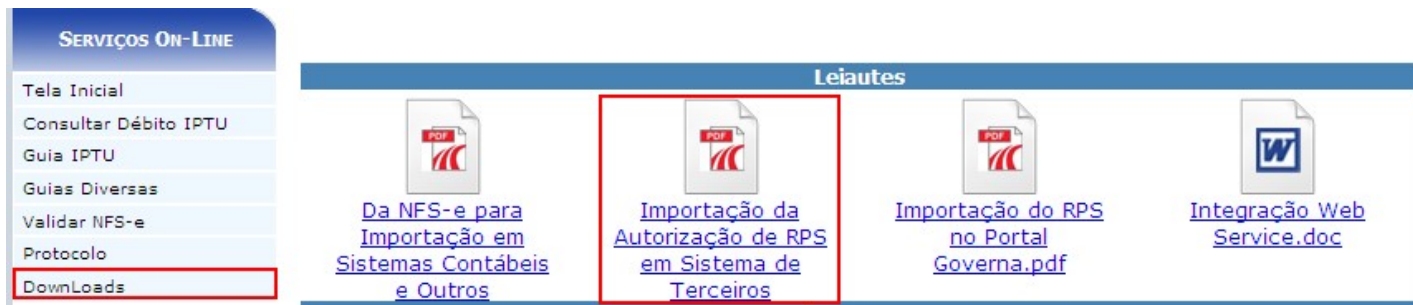 SERVIÇOS ON-LINE
Tela Inicial
Consultar Débito IPTU
Guia IPTU
Guias Diversas
Validar NFS-e
Protocolo
DownLoads
Leiautes
PDF
Da NFS-e para
Importação em
Sistemas Contábeis
e Outros
PDF
Importação da
Autorização de RPS
em Sistema de
Terceiros
PDF
Importação do RPS
no Portal
Governa.pdf
W
Integração Web
Service.doc